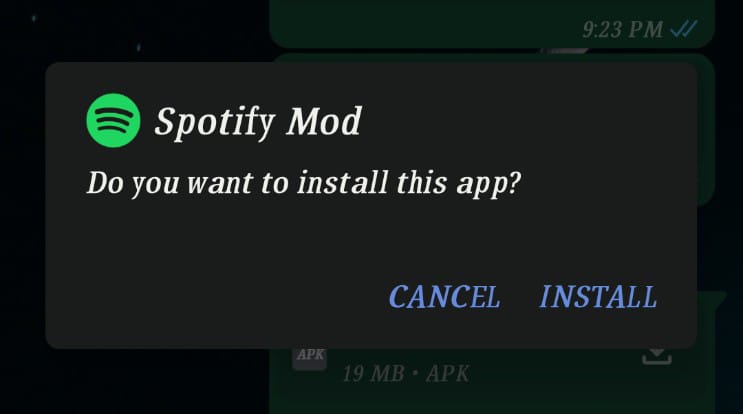 9:23 PM
Spotify Mod
Do you want to install this app?
CANCEL INSTALL
APK
19 MB • APK